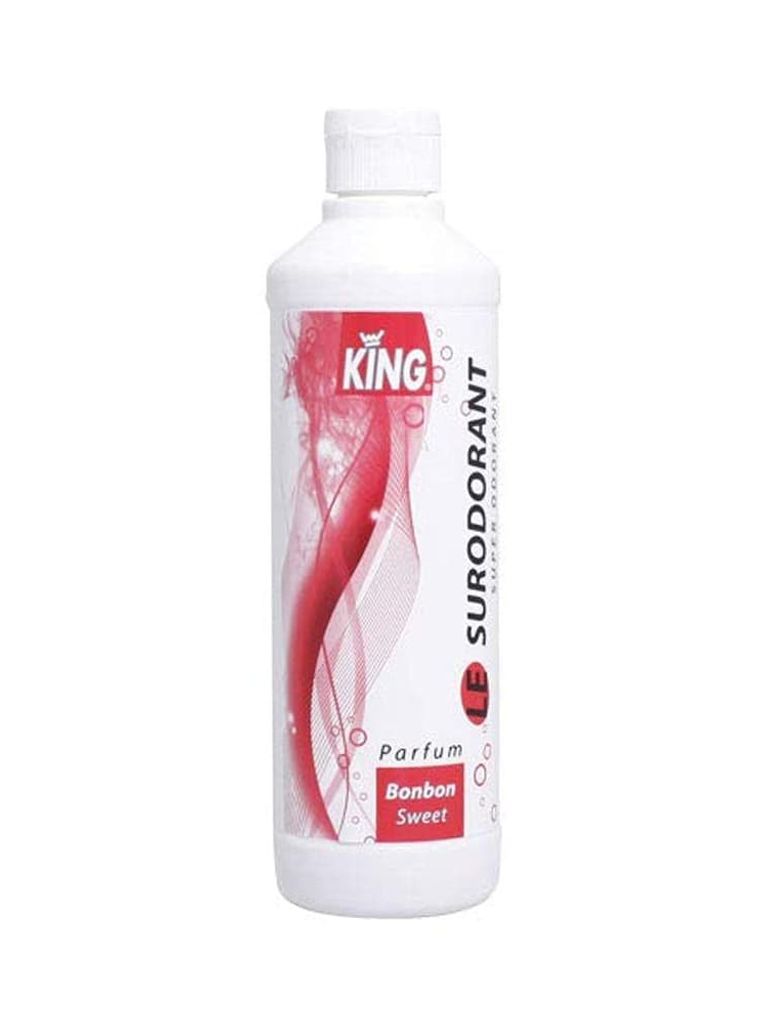 KING
LE SURODORANT
SUPER ODORANT
Parfum
Bonbon
Sweet